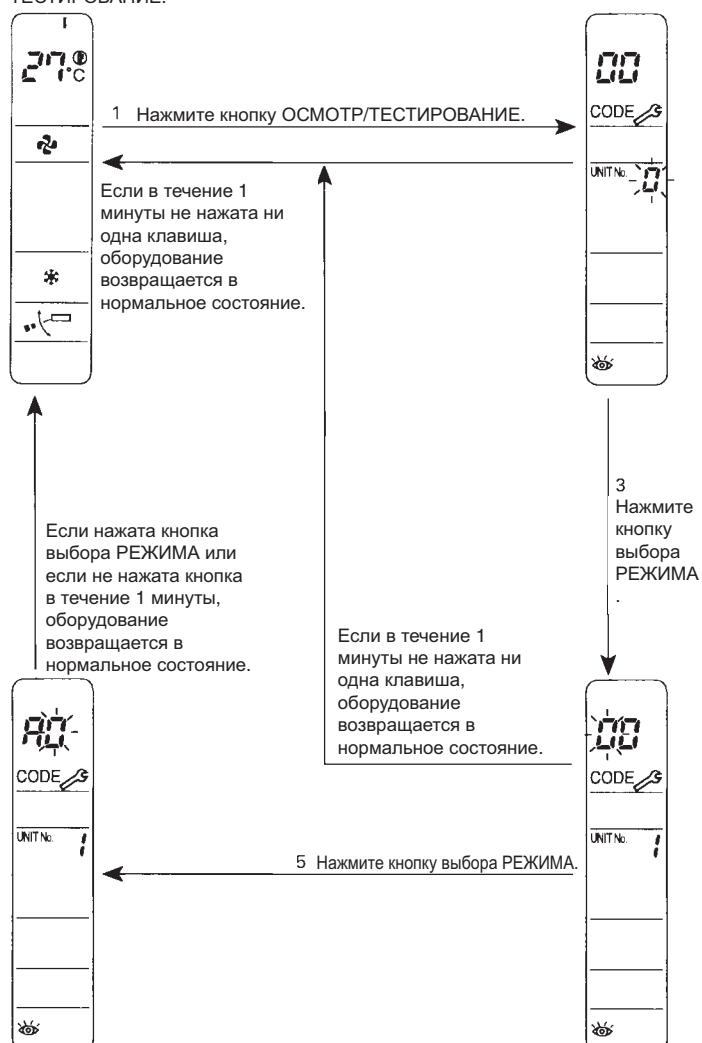 ТЕСТИРОВАНИЕ.
27°C
1 Нажмите кнопку ОСМОТР/ТЕСТИРОВАНИЕ.
00
CODE
UNIT No. 0
Если в течение 1
минуты не нажата ни
одна клавиша,
оборудование
возвращается в
нормальное состояние.
3
Нажмите
кнопку
выбора
РЕЖИМА
.
Если нажата кнопка
выбора РЕЖИМА или
если не нажата кнопка
в течение 1 минуты,
оборудование
возвращается в
нормальное состояние.
Если в течение 1
минуты не нажата ни
одна клавиша,
оборудование
возвращается в
нормальное состояние.
A0
CODE
UNIT No. 1
5 Нажмите кнопку выбора РЕЖИМА.
00
CODE
UNIT No. 1